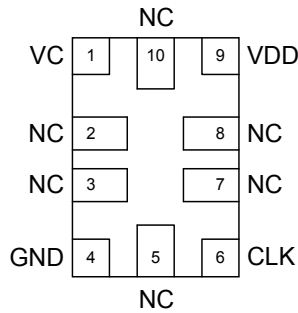 NC
VC 1 10 9 VDD
NC 2 8 NC
NC 3 7 NC
GND 4 5 6 CLK
NC